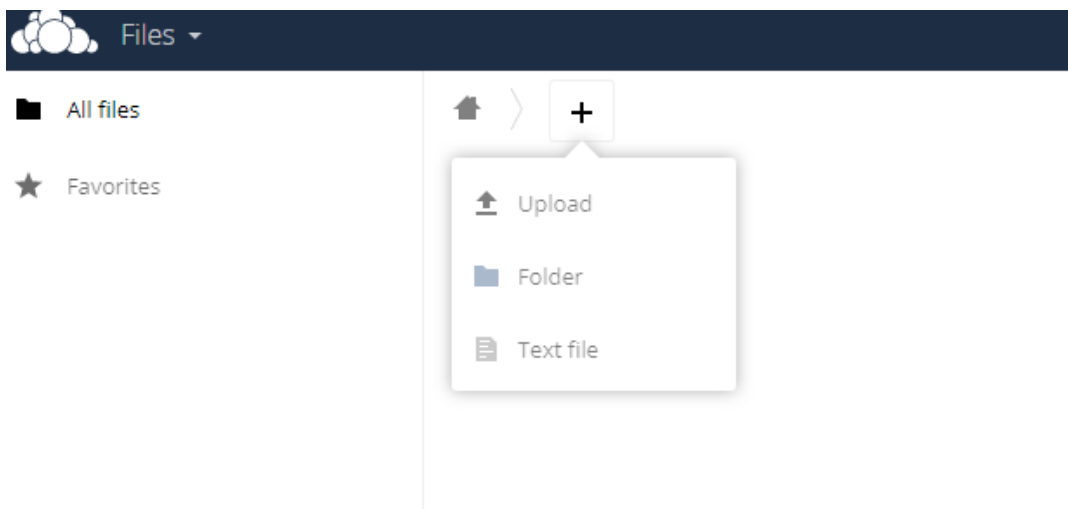 Files
All files
Favorites
+
Upload
Folder
Text file